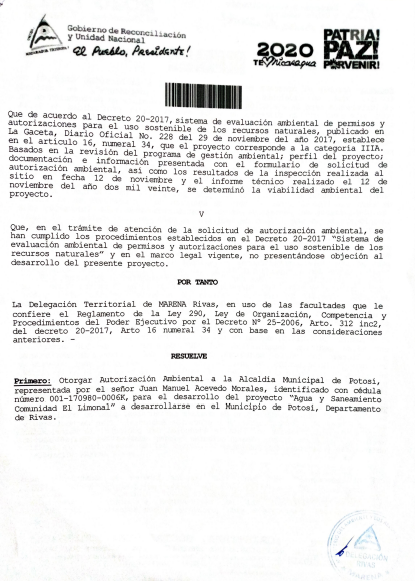 Gobierno de Reconciliación
y Unidad Nacional
El Pueblo, Presidente!
2020
PATRIA!
PAZ!
PORVENIR!
Que de acuerdo al Decreto 20-2017, sistema de evaluación ambiental de permisos y
autorizaciones para el uso sostenible de los recursos naturales, publicado en
La Gaceta, Diario Oficial No. 228 del 29 de noviembre del año 2017, establece
en el artículo 16, numeral 34, que el proyecto corresponde a la categoría IIIA.
Basados en la revisión del programa de gestión ambiental; perfil del proyecto;
documentación e información presentada con el formulario de solicitud de
autorización ambiental, así como los resultados de la inspección realizada al
sitio en fecha 12 de noviembre y el informe técnico realizado el 12 de
noviembre del año dos mil veinte, se determinó la viabilidad ambiental del
proyecto.
V
Que, en el trámite de atención de la solicitud de autorización ambiental, se
han cumplido los procedimientos establecidos en el Decreto 20-2017 "Sistema de
evaluación ambiental de permisos y autorizaciones para el uso sostenible de los
recursos naturales" y en el marco legal vigente, no presentándose objeción al
desarrollo del presente proyecto.
POR TANTO
La Delegación Territorial de MARENA Rivas, en uso de las facultades que le
confiere el Reglamento de la Ley 290, Ley de Organización, Competencia y
Procedimientos del Poder Ejecutivo por el Decreto N° 25-2006, Arto. 312 inc2,
del decreto 20-2017, Arto 16 numeral 34 y con base en las consideraciones
anteriores. -
RESUELVE
Primero: Otorgar Autorización Ambiental a la Alcaldía Municipal de Potosí,
representada por el señor Juan Manuel Acevedo Morales, identificado con cédula
número 001-170980-0006K, para el desarrollo del proyecto "Agua y Saneamiento
Comunidad El Limonal" a desarrollarse en el Municipio de Potosí, Departamento
de Rivas.